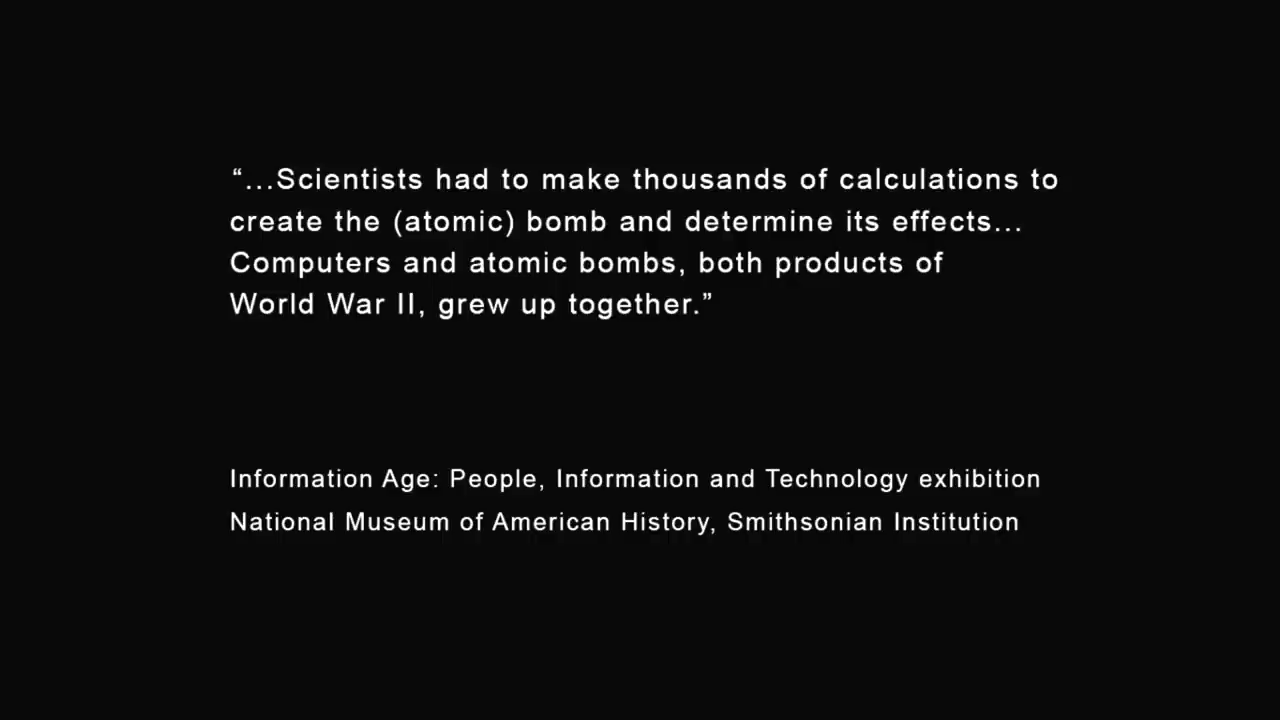 “...Scientists had to make thousands of calculations to
create the (atomic) bomb and determine its effects...
Computers and atomic bombs, both products of
World War II, grew up together.”
Information Age: People, Information and Technology exhibition
National Museum of American History, Smithsonian Institution